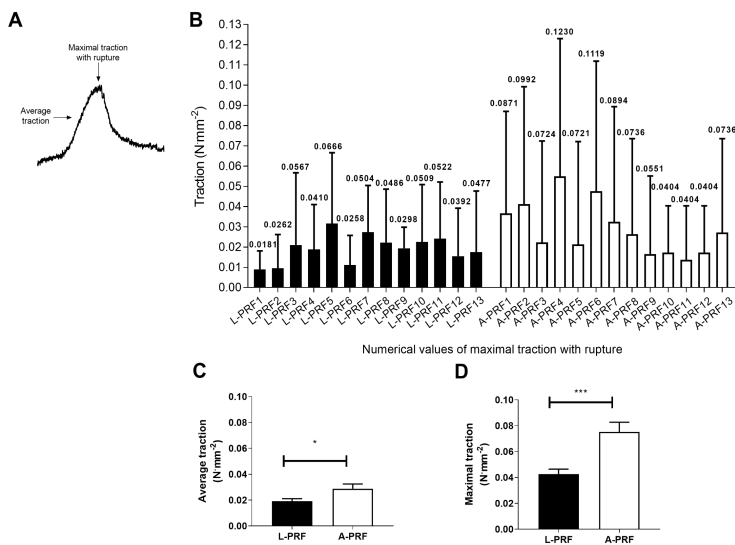 A
Maximal traction
with rupture
Average
traction
B
Traction (N·mm-2)
0.13
0.12
0.11
0.10
0.09
0.08
0.07
0.06
0.05
0.04
0.03
0.02
0.01
0.00
0.0181
0.0262
0.0567
0.0410
0.0666
0.0258
0.0504
0.0486
0.0298
0.0509
0.0522
0.0392
0.0477
0.0871
0.0992
0.0724
0.1230
0.0721
0.1119
0.0894
0.0736
0.0551
0.0404
0.0404
0.0404
0.0736
L-PRF1
L-PRF2
L-PRF3
L-PRF4
L-PRF5
L-PRF6
L-PRF7
L-PRF8
L-PRF9
L-PRF10
L-PRF11
L-PRF12
L-PRF13
A-PRF1
A-PRF2
A-PRF3
A-PRF4
A-PRF5
A-PRF6
A-PRF7
A-PRF8
A-PRF9
A-PRF10
A-PRF11
A-PRF12
A-PRF13
Numerical values of maximal traction with rupture
C
Average traction
(N·mm-2)
0.10
0.08
0.06
0.04
0.02
0.00
*
L-PRF
A-PRF
D
Maximal traction
(N·mm-2)
0.10
0.08
0.06
0.04
0.02
0.00
***
L-PRF
A-PRF